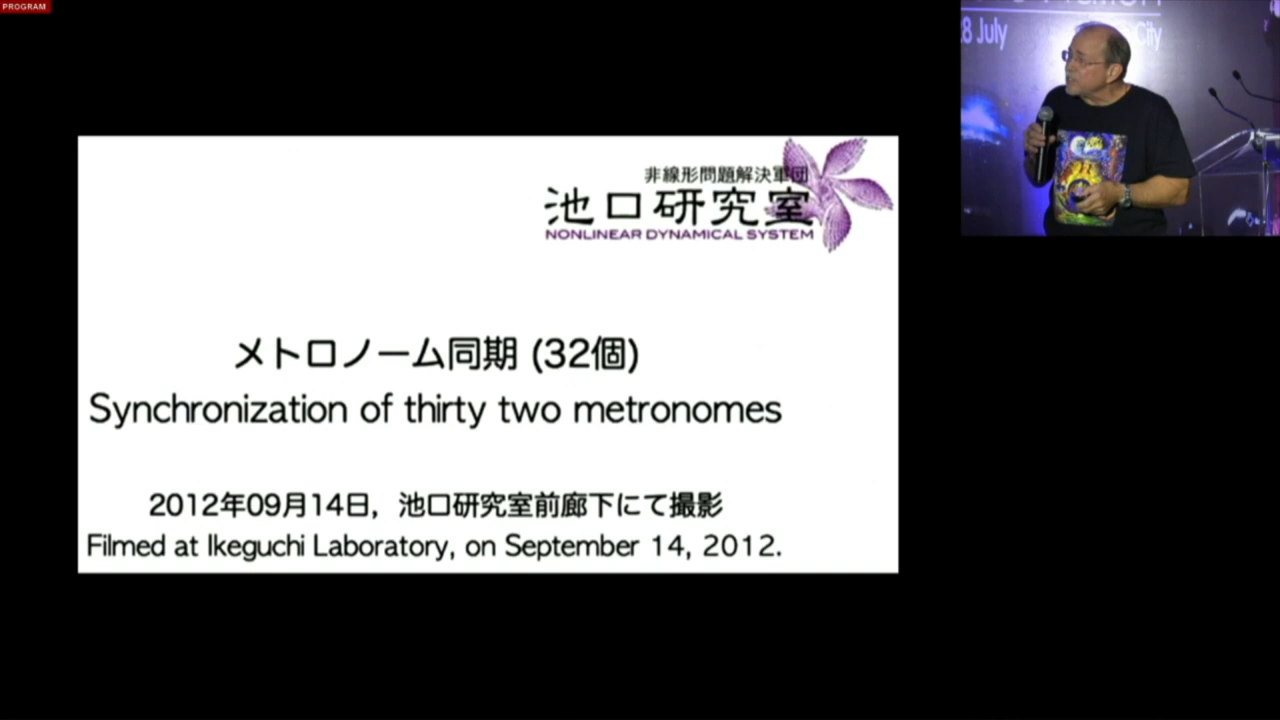 PROGRAM
8 July
City
非線形問題解決軍団
池口研究室
NONLINEAR DYNAMICAL SYSTEM
メトロノーム同期 (32個)
Synchronization of thirty two metronomes
2012年09月14日，池口研究室前廊下にて撮影
Filmed at Ikeguchi Laboratory, on September 14, 2012.